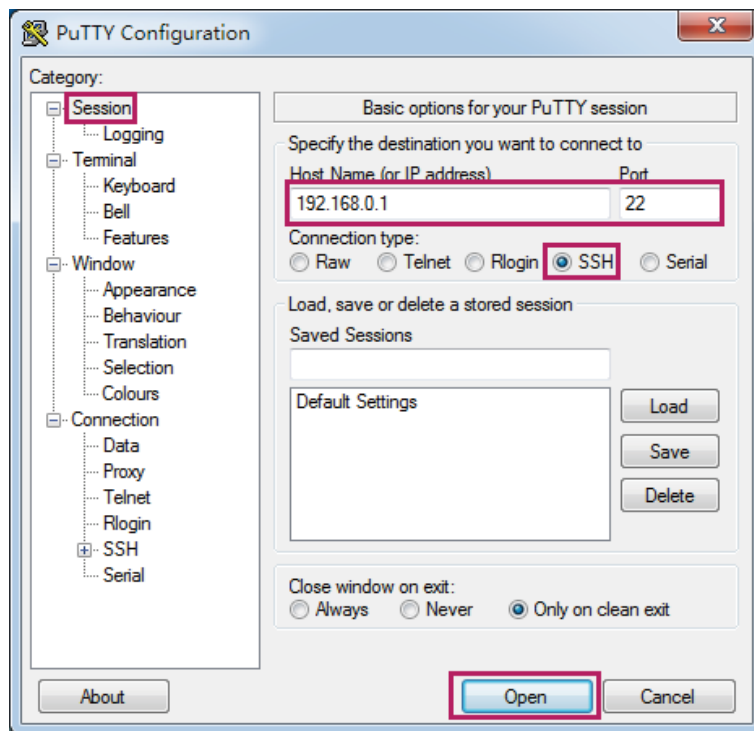 PuTTY Configuration
Category:
Session
Logging
Terminal
Keyboard
Bell
Features
Window
Appearance
Behaviour
Translation
Selection
Colours
Connection
Data
Proxy
Telnet
Rlogin
SSH
Serial
Basic options for your PuTTY session
Specify the destination you want to connect to
Host Name (or IP address) Port
192.168.0.1 22
Connection type:
Raw Telnet Rlogin SSH Serial
Load, save or delete a stored session
Saved Sessions
Default Settings
Load
Save
Delete
Close window on exit:
Always Never Only on clean exit
About Open Cancel